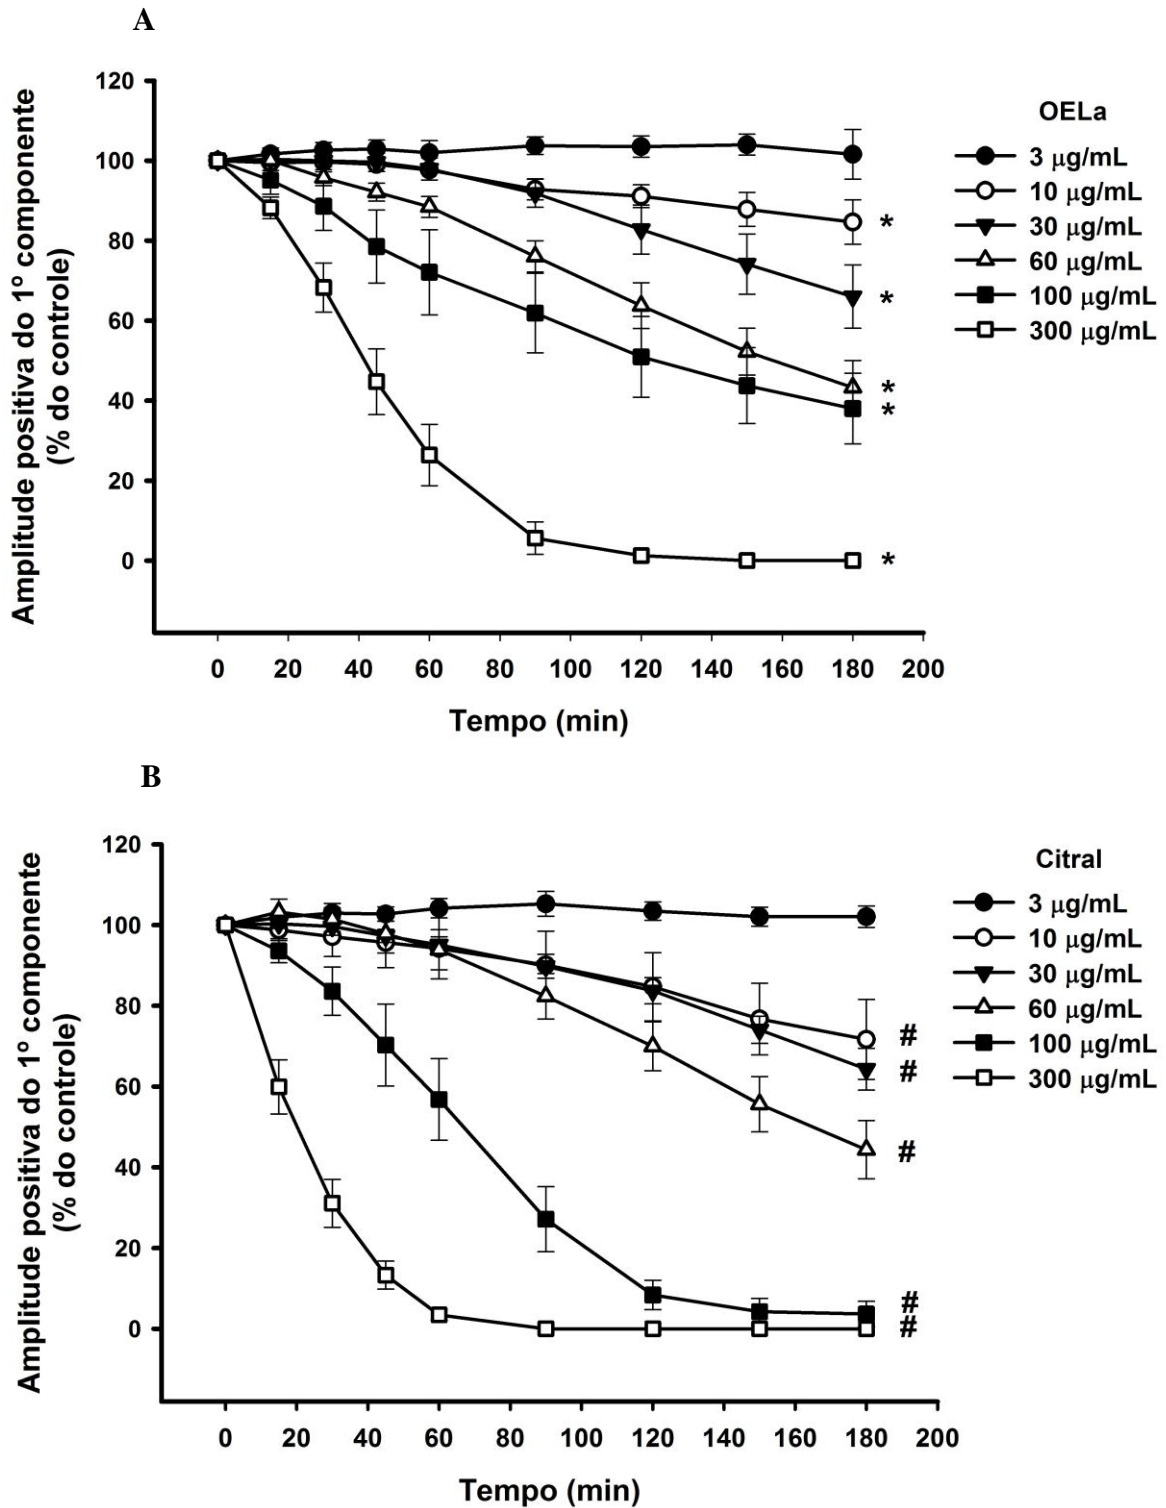 A
Amplitude positiva do 1º componente
(% do controle)
120
100
80
60
40
20
0
0 20 40 60 80 100 120 140 160 180 200
Tempo (min)
OELa
3 µg/mL
10 µg/mL
30 µg/mL
60 µg/mL
100 µg/mL
300 µg/mL
*
*
*
*
*
B
Amplitude positiva do 1º componente
(% do controle)
120
100
80
60
40
20
0
0 20 40 60 80 100 120 140 160 180 200
Tempo (min)
Citral
3 µg/mL
10 µg/mL
30 µg/mL
60 µg/mL
100 µg/mL
300 µg/mL
#
#
#
#
#